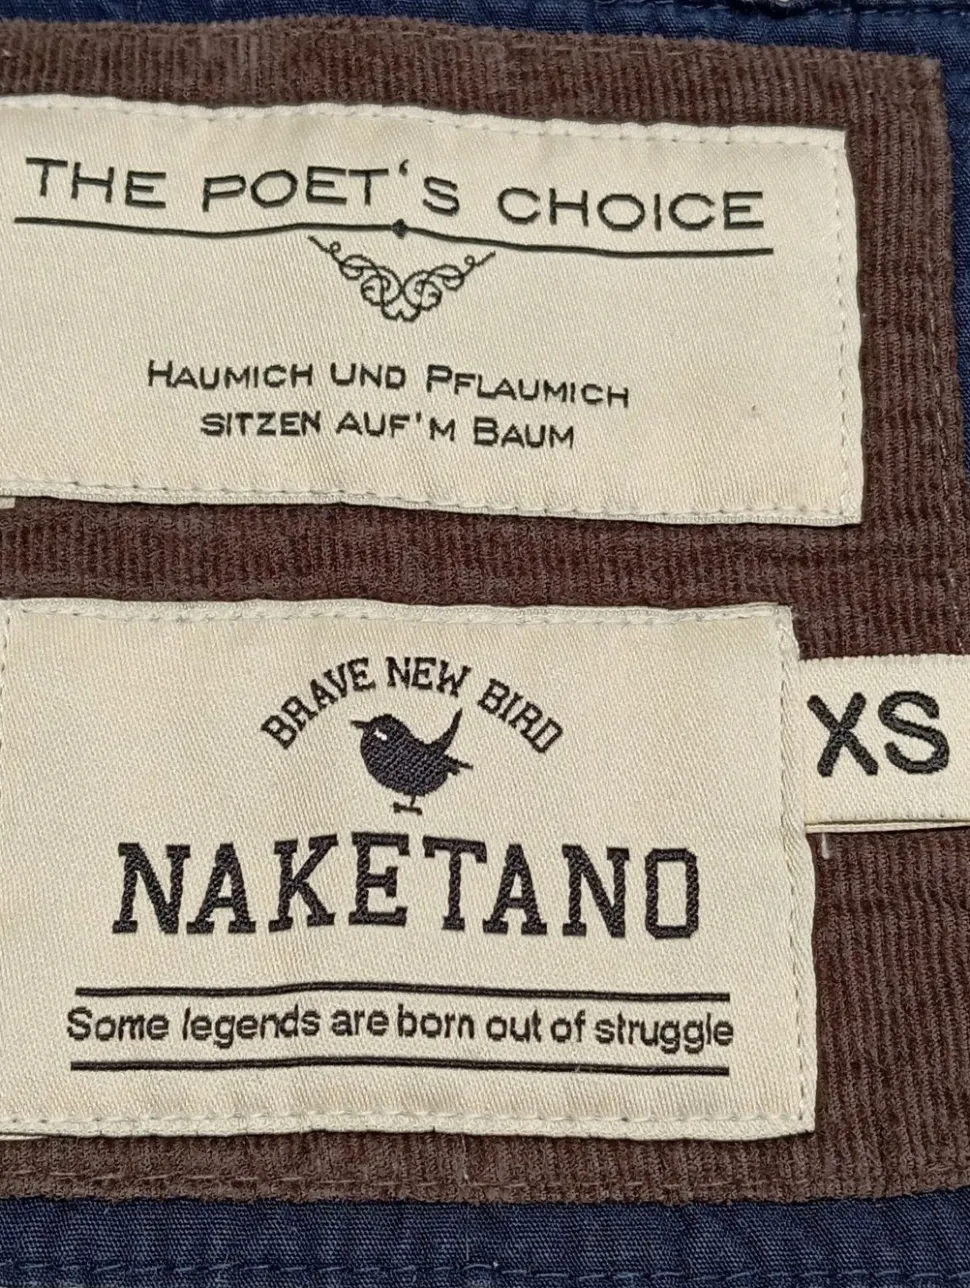 THE POET'S CHOICE
HAUMICH UND PFLAUMICH
SITZEN AUF'M BAUM
BRAVE NEW BIRD
NAKETANO
XS
Some legends are born out of struggle